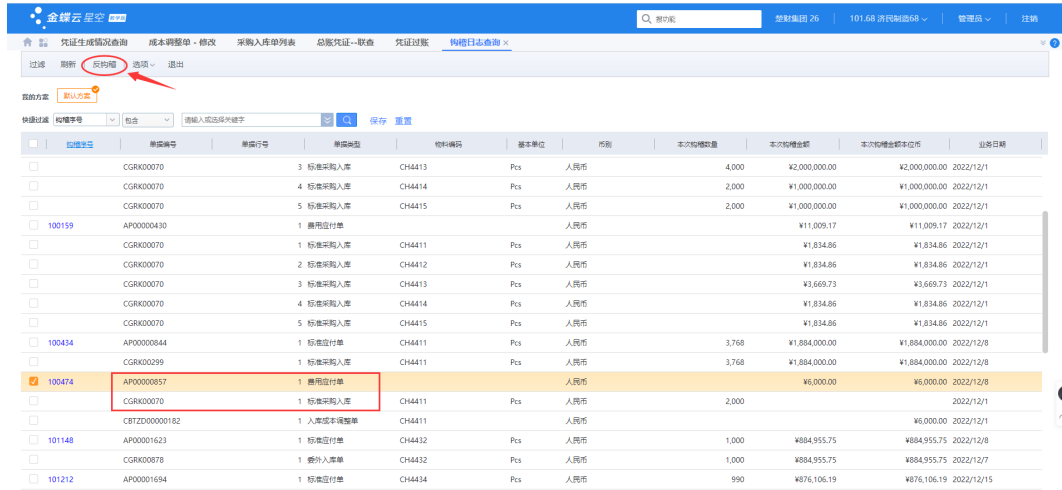 金蝶云 星空 教学版 搜功能 楚财集团 26 101.68 济民制造68 管理员 注销
凭证生成情况查询 成本调整单 - 修改 采购入库单列表 总账凭证--联查 凭证过账 钩稽日志查询 ×
过滤 刷新 反钩稽 选项 退出
我的方案 默认方案
快捷过滤 钩稽序号 包含 请输入或选择关键字 保存 重置
钩稽序号 单据编号 单据行号 单据类型 物料编码 基本单位 币别 本次钩稽数量 本次钩稽金额 本次钩稽金额本位币 业务日期
CGRK00070 3 标准采购入库 CH4413 Pcs 人民币 4,000 ¥2,000,000.00 ¥2,000,000.00 2022/12/1
CGRK00070 4 标准采购入库 CH4414 Pcs 人民币 2,000 ¥1,000,000.00 ¥1,000,000.00 2022/12/1
CGRK00070 5 标准采购入库 CH4415 Pcs 人民币 2,000 ¥1,000,000.00 ¥1,000,000.00 2022/12/1
100159 AP00000430 1 费用应付单 人民币 ¥11,009.17 ¥11,009.17 2022/12/1
CGRK00070 1 标准采购入库 CH4411 Pcs 人民币 ¥1,834.86 ¥1,834.86 2022/12/1
CGRK00070 2 标准采购入库 CH4412 Pcs 人民币 ¥1,834.86 ¥1,834.86 2022/12/1
CGRK00070 3 标准采购入库 CH4413 Pcs 人民币 ¥3,669.73 ¥3,669.73 2022/12/1
CGRK00070 4 标准采购入库 CH4414 Pcs 人民币 ¥1,834.86 ¥1,834.86 2022/12/1
CGRK00070 5 标准采购入库 CH4415 Pcs 人民币 ¥1,834.86 ¥1,834.86 2022/12/1
100434 AP00000844 1 标准应付单 CH4411 Pcs 人民币 3,768 ¥1,884,000.00 ¥1,884,000.00 2022/12/8
CGRK00299 1 标准采购入库 CH4411 Pcs 人民币 3,768 ¥1,884,000.00 ¥1,884,000.00 2022/12/8
100474 AP00000857 1 费用应付单 人民币 ¥6,000.00 ¥6,000.00 2022/12/8
CGRK00070 1 标准采购入库 CH4411 Pcs 人民币 2,000 2022/12/1
CBTZD00000182 1 入库成本调整单 CH4411 人民币 ¥6,000.00 2022/12/1
101148 AP00001623 1 标准应付单 CH4432 Pcs 人民币 1,000 ¥884,955.75 ¥884,955.75 2022/12/8
CGRK00878 1 委外入库单 CH4432 Pcs 人民币 1,000 ¥884,955.75 ¥884,955.75 2022/12/7
101212 AP00001694 1 标准应付单 CH4434 Pcs 人民币 990 ¥876,106.19 ¥876,106.19 2022/12/15